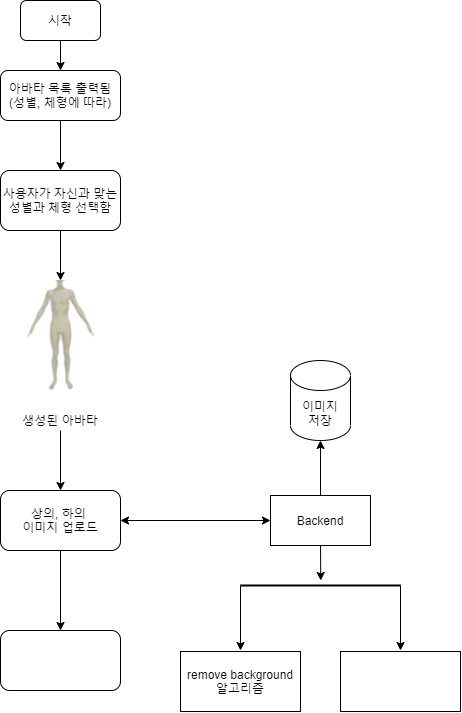 시작
아바타 목록 출력됨
(성별, 체형에 따라)
사용자가 자신과 맞는
성별과 체형 선택함
생성된 아바타
이미지
저장
상의, 하의
이미지 업로드
Backend
remove background
알고리즘